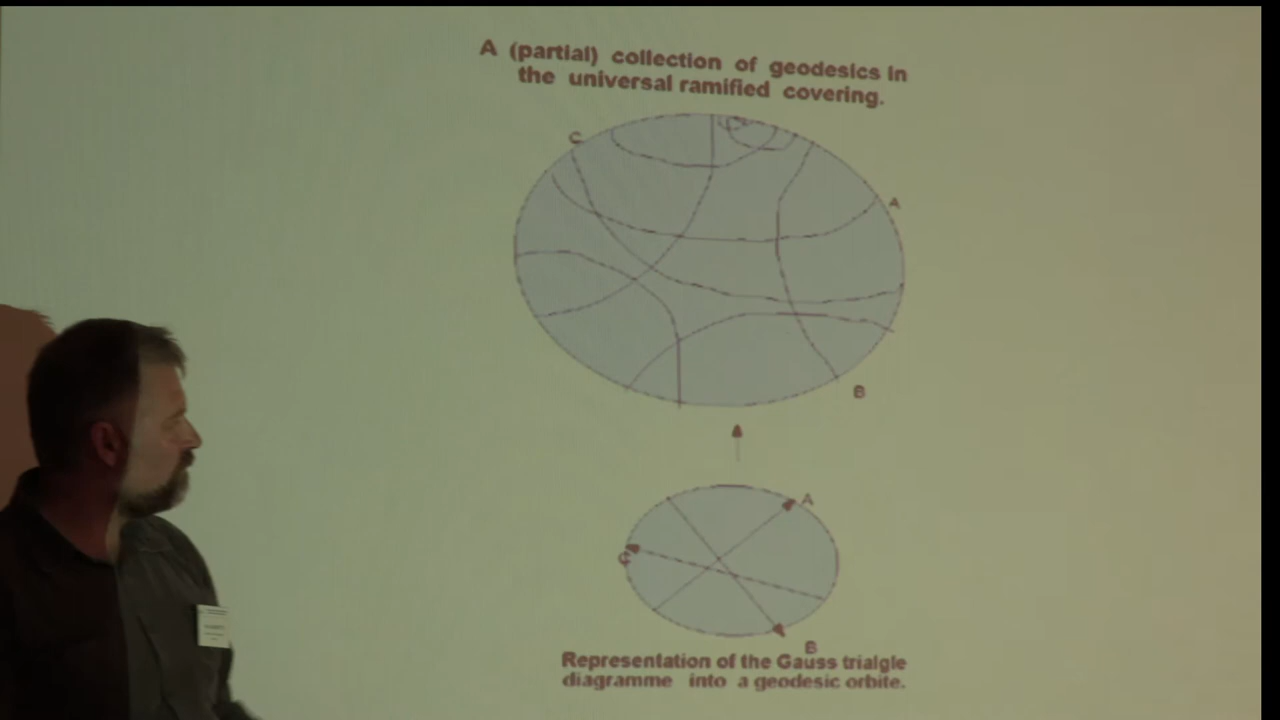 A (partial) collection of geodesics in
the universal ramified covering.
C
A
B
A
C
B
Representation of the Gauss trialgle
diagramme into a geodesic orbite.